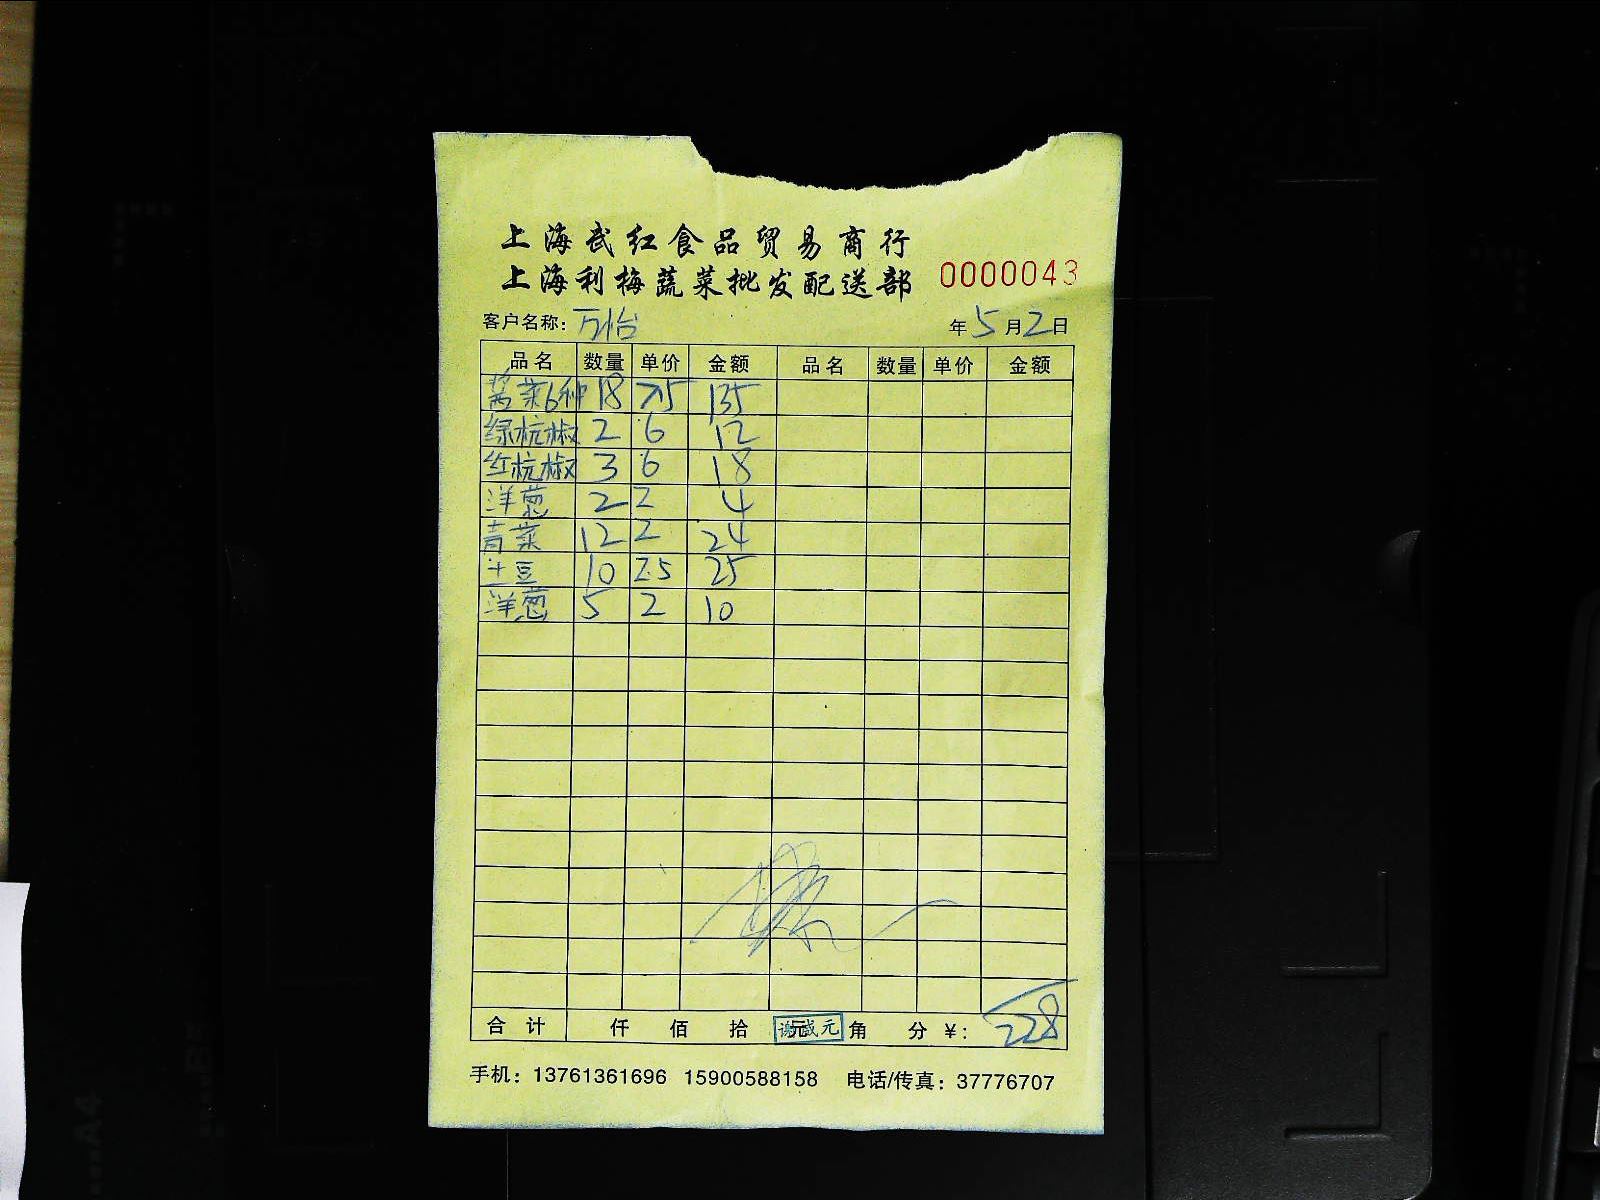 上海武红食品贸易商行
上海利梅蔬菜批发配送部 0000043
客户名称: 万怡 年5月2日
品名 数量 单价 金额 品名 数量 单价 金额
酱菜6种 18 7.5 135
绿杭椒 2 6 12
红杭椒 3 6 18
洋葱 2 2 4
青菜 12 2 24
土豆 10 2.5 25
洋葱 5 2 10
合计 仟 佰 拾 元 角 分 ¥: 228
手机: 13761361696 15900588158 电话/传真: 37776707